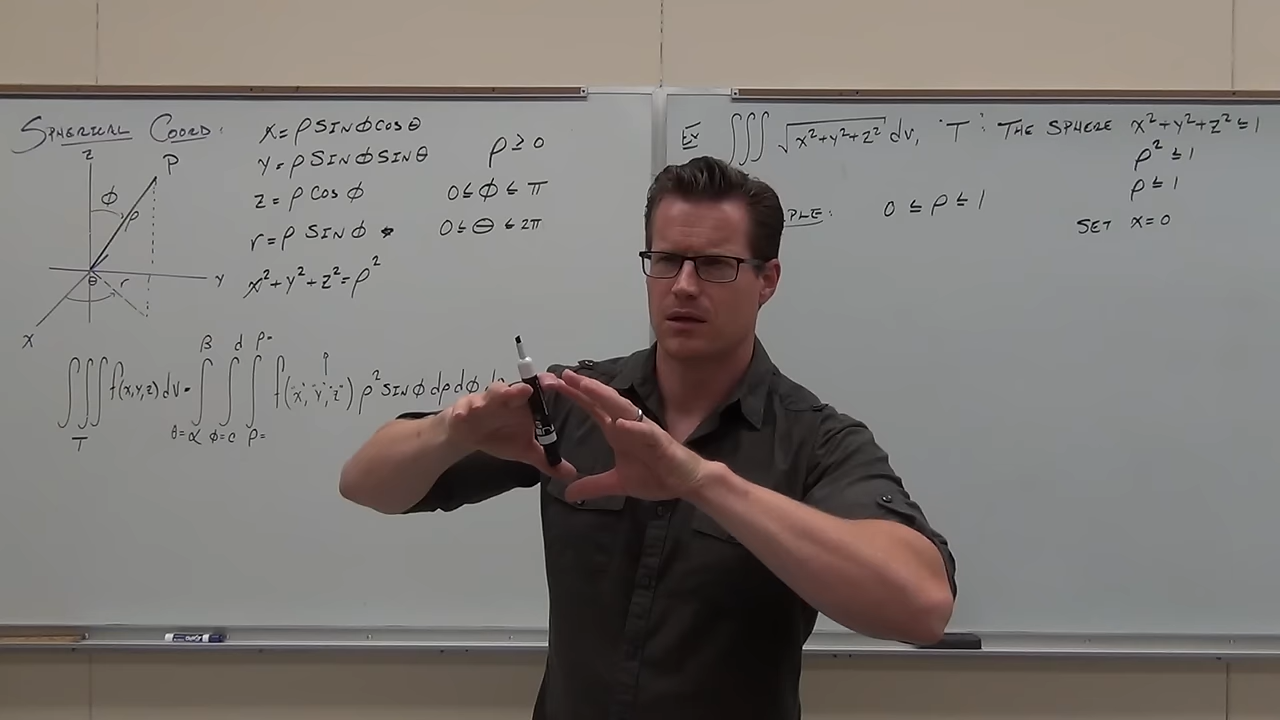 SPHERICAL COORD:
Z
P
φ
ρ
θ
r
Y
X
X = ρ SIN φ COS θ
Y = ρ SIN φ SIN θ
Z = ρ COS φ
r = ρ SIN φ
X² + Y² + Z² = ρ²
ρ ≥ 0
0 ≤ φ ≤ π
0 ≤ θ ≤ 2π
∭ f(x,y,z) dV = ∫ ∫ ∫ f("x","y","z") ρ² SIN φ dρ dφ
T
β d ρ=
θ=α φ=c ρ=
EX ∭ √x²+y²+z² dV, "T": THE SPHERE x²+y²+z² ≤ 1
ρ² ≤ 1
ρ ≤ 1
0 ≤ ρ ≤ 1
SET X=0